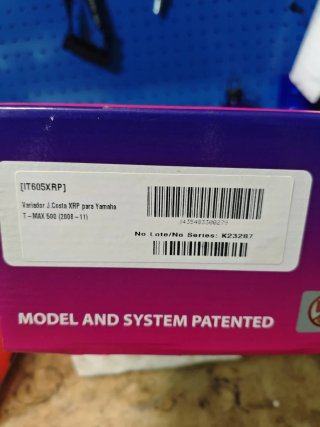 [IT605XRP]
Variador J.Costa XRP para Yamaha
T-MAX 500 (2008-11)
1435483300279
No Lote/No Series: K23287
MODEL AND SYSTEM PATENTED